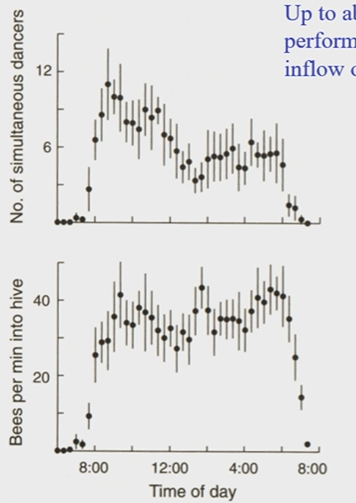 Up to
perform
inflow
No. of simultaneous dancers
12
6
Bees per min into hive
40
20
8:00 12:00 4:00 8:00
Time of day